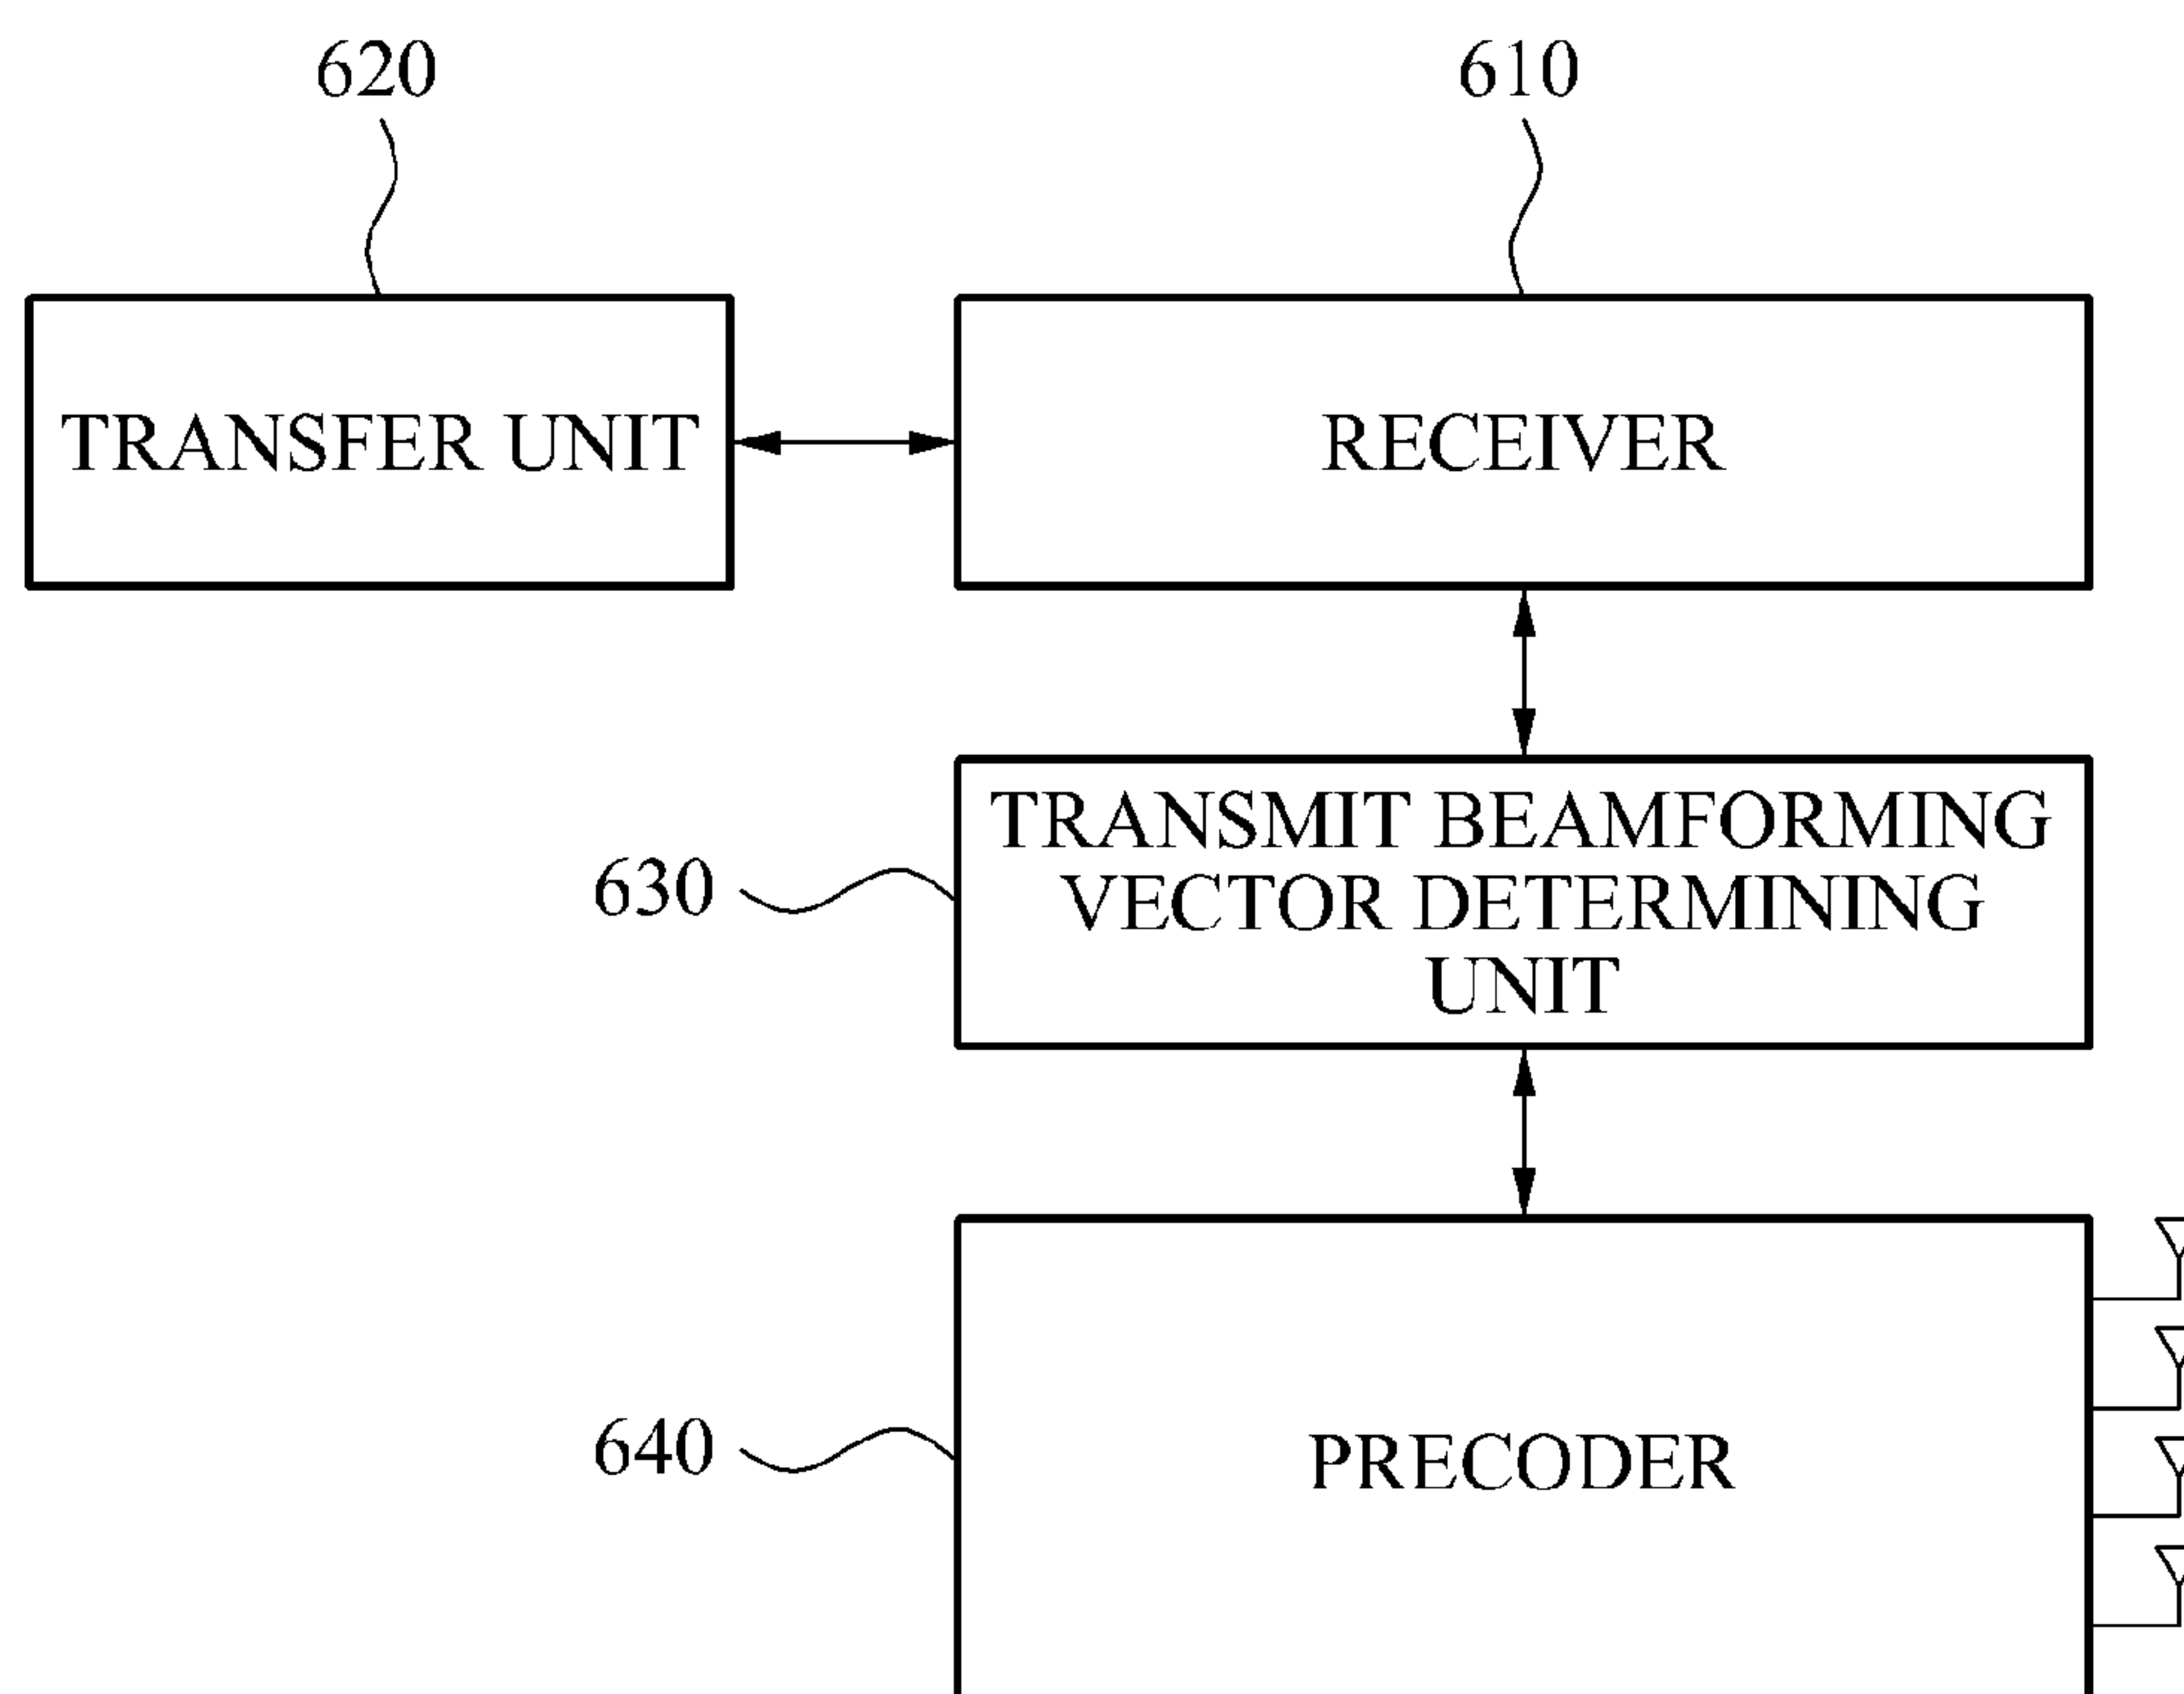 620
610
TRANSFER UNIT
RECEIVER
630
TRANSMIT BEAMFORMING
VECTOR DETERMINING
UNIT
640
PRECODER